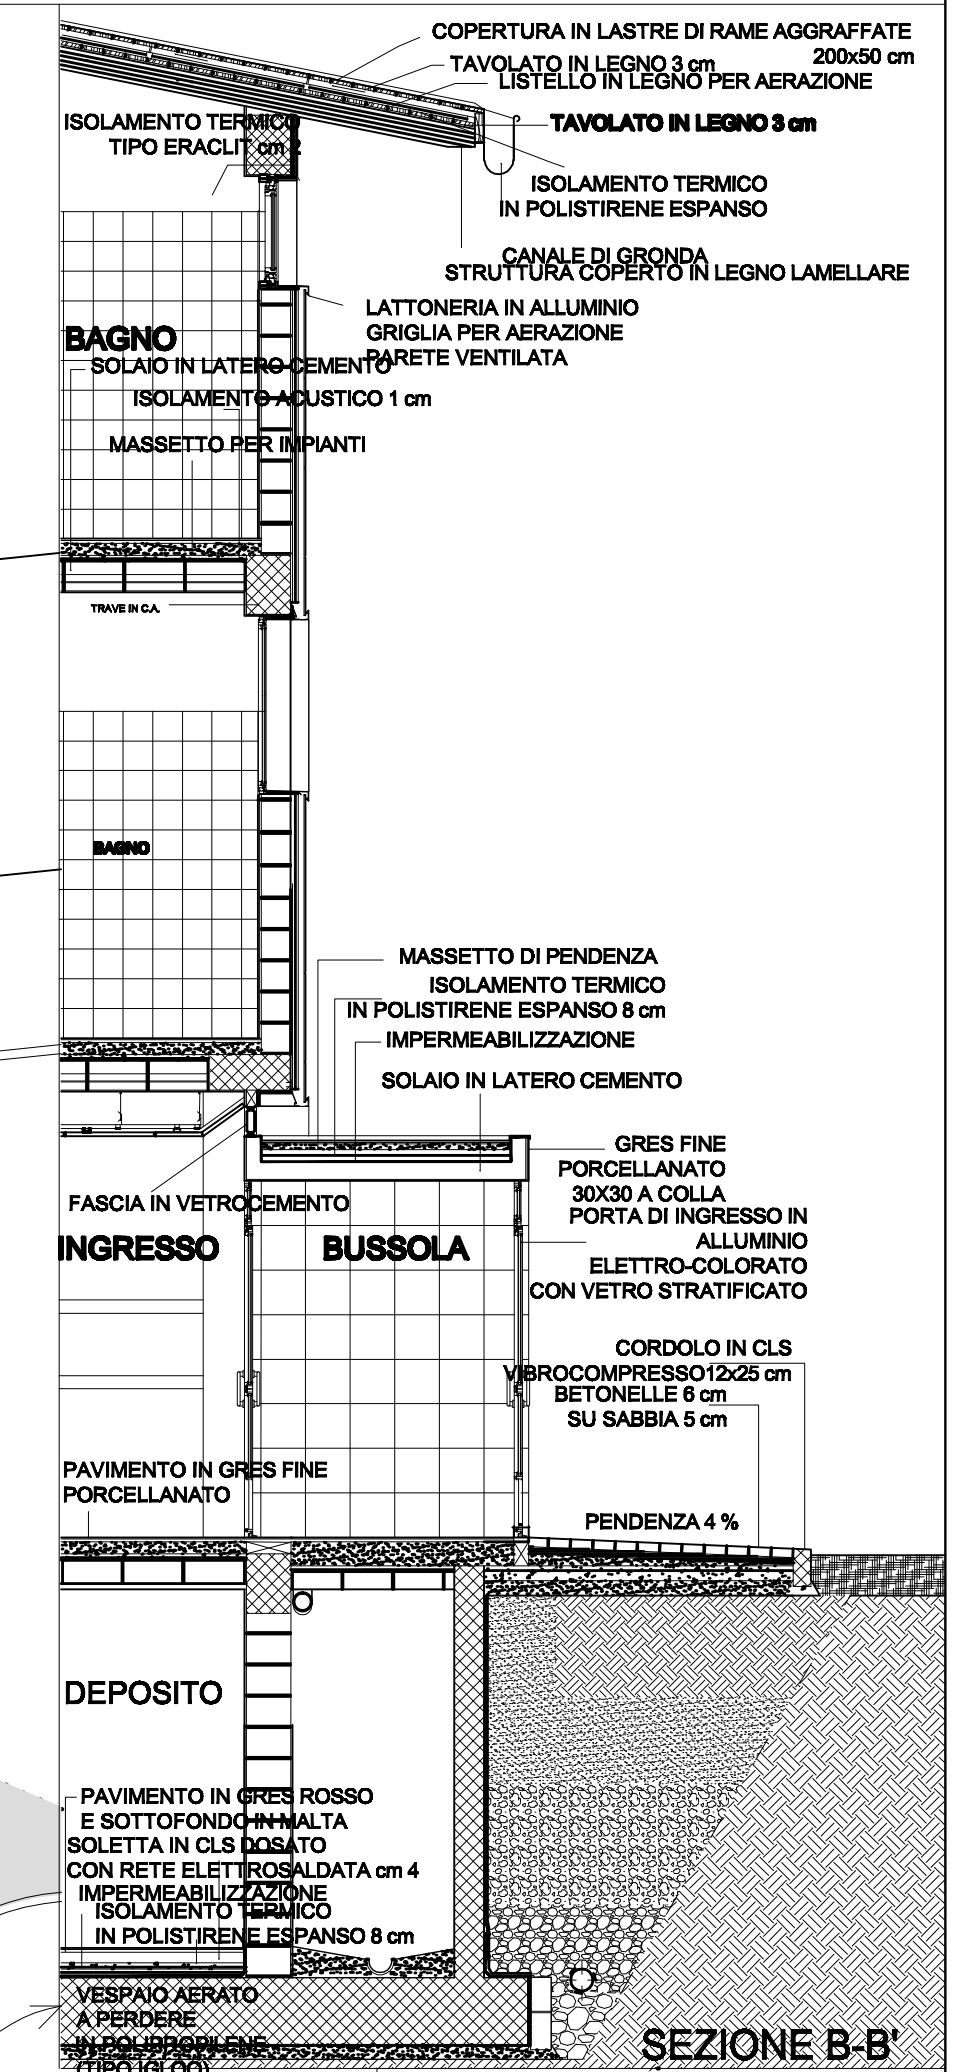 COPERTURA IN LASTRE DI RAME AGGRAFFATE
200x50 cm
TAVOLATO IN LEGNO 3 cm
LISTELLO IN LEGNO PER AERAZIONE
ISOLAMENTO TERMICO
TIPO ERACLIT cm 2
TAVOLATO IN LEGNO 3 cm
ISOLAMENTO TERMICO
IN POLISTIRENE ESPANSO
CANALE DI GRONDA
STRUTTURA COPERTO IN LEGNO LAMELLARE
LATTONERIA IN ALLUMINIO
GRIGLIA PER AERAZIONE
PARETE VENTILATA
BAGNO
SOLAIO IN LATERO CEMENTO
ISOLAMENTO ACUSTICO 1 cm
MASSETTO PER IMPIANTI
TRAVE IN C.A.
BAGNO
MASSETTO DI PENDENZA
ISOLAMENTO TERMICO
IN POLISTIRENE ESPANSO 8 cm
IMPERMEABILIZZAZIONE
SOLAIO IN LATERO CEMENTO
GRES FINE
PORCELLANATO
30X30 A COLLA
FASCIA IN VETROCEMENTO
PORTA DI INGRESSO IN
ALLUMINIO
ELETTRO-COLORATO
CON VETRO STRATIFICATO
INGRESSO
BUSSOLA
CORDOLO IN CLS
VIBROCOMPRESSO12x25 cm
BETONELLE 6 cm
SU SABBIA 5 cm
PAVIMENTO IN GRES FINE
PORCELLANATO
PENDENZA 4 %
DEPOSITO
PAVIMENTO IN GRES ROSSO
E SOTTOFONDO IN MALTA
SOLETTA IN CLS DOSATO
CON RETE ELETTROSALDATA cm 4
IMPERMEABILIZZAZIONE
ISOLAMENTO TERMICO
IN POLISTIRENE ESPANSO 8 cm
VESPAIO AERATO
A PERDERE
IN POLIPROPILENE
(TIPO IGLOO)
SEZIONE B-B'